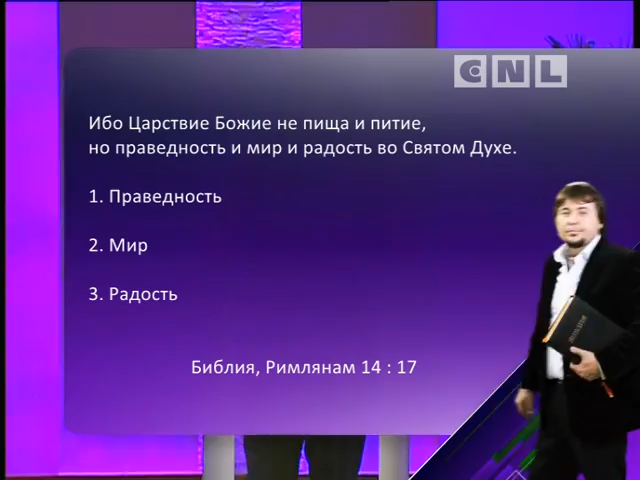 CNL
Ибо Царствие Божие не пища и питие,
но праведность и мир и радость во Святом Духе.
1. Праведность
2. Мир
3. Радость
Библия, Римлянам 14 : 17